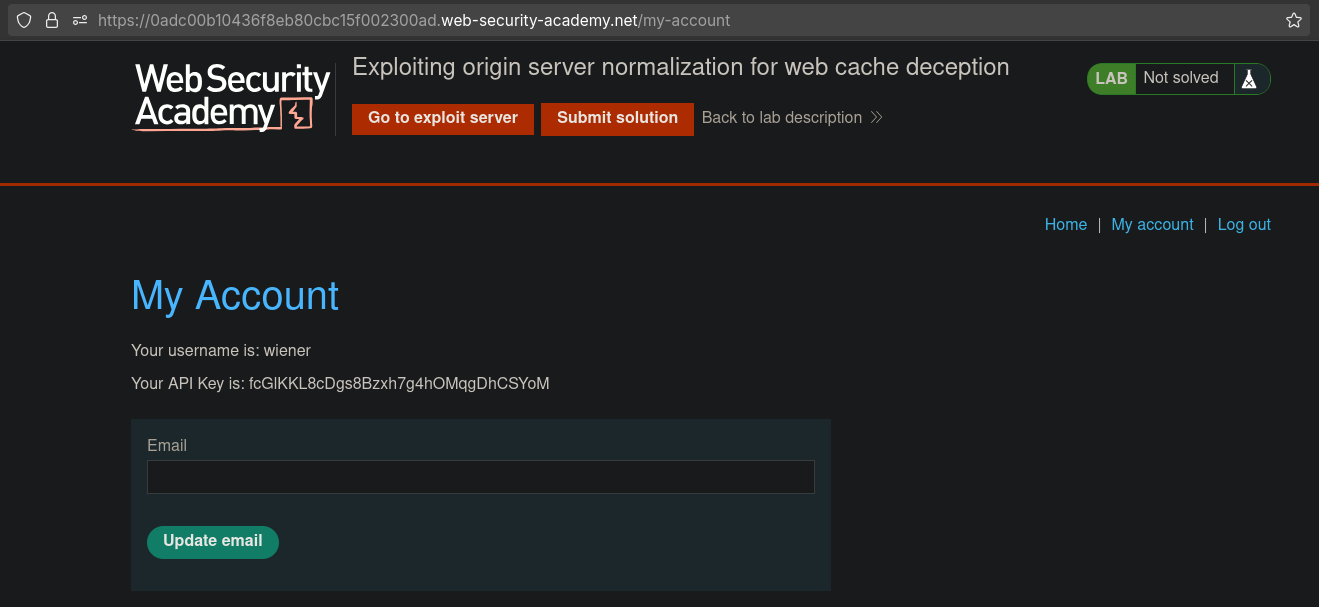 https://0adc00b10436f8eb80cbc15f002300ad.web-security-academy.net/my-account
Web Security
Academy
Exploiting origin server normalization for web cache deception
Go to exploit server
Submit solution
Back to lab description
LAB
Not solved
Home | My account | Log out
My Account
Your username is: wiener
Your API Key is: fcGlKKL8cDgs8Bzxh7g4hOMqgDhCSYoM
Email
Update email